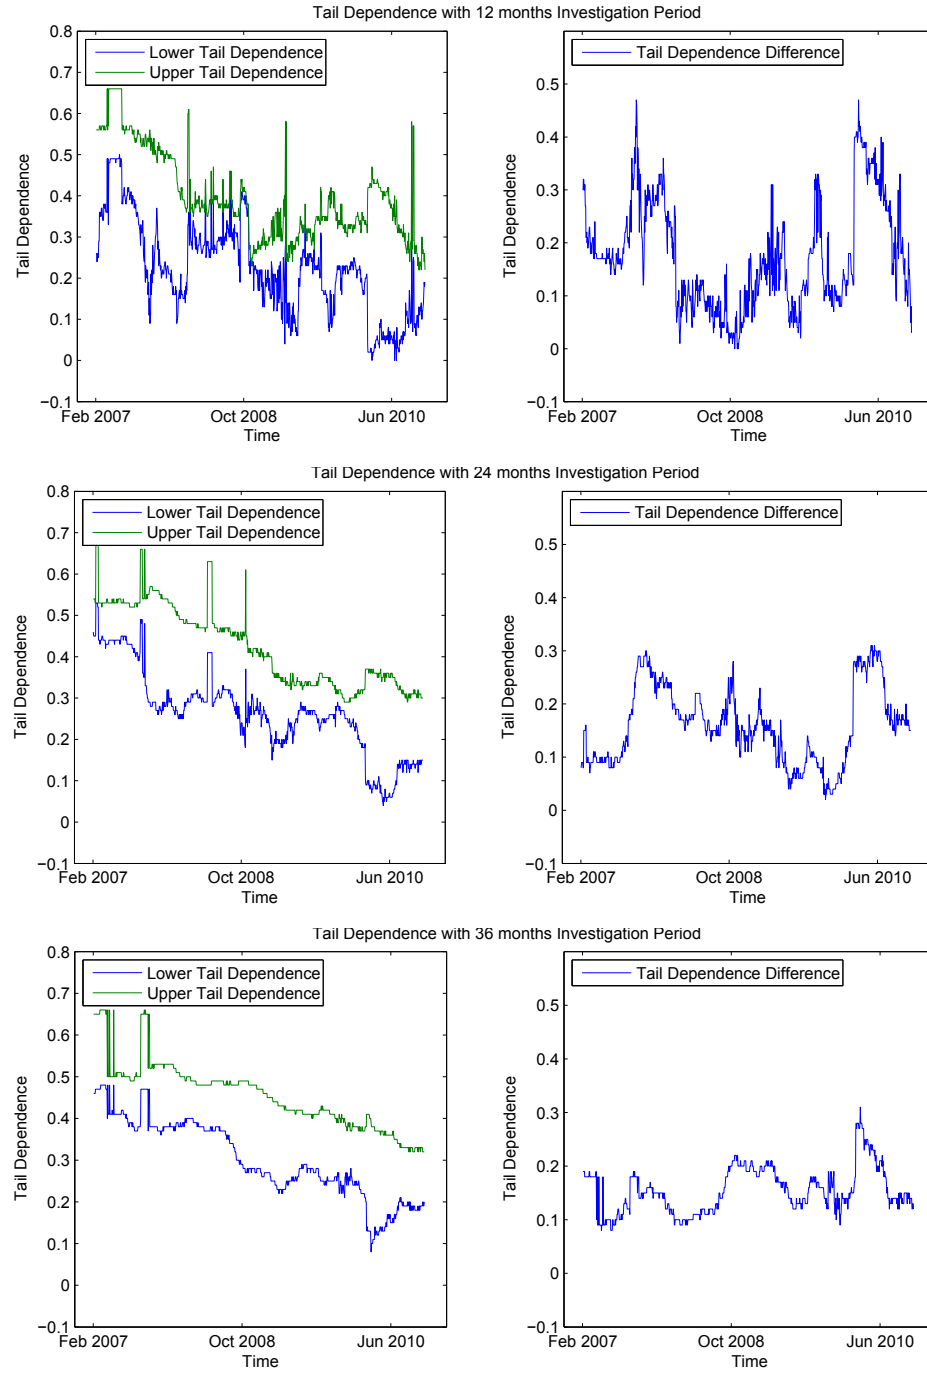 Tail Dependence with 12 months Investigation Period
0.8
0.7
0.6
0.5
0.4
0.3
0.2
0.1
0
−0.1
Tail Dependence
Lower Tail Dependence
Upper Tail Dependence
Feb 2007
Oct 2008
Jun 2010
Time
0.5
0.4
0.3
0.2
0.1
0
−0.1
Tail Dependence
Tail Dependence Difference
Feb 2007
Oct 2008
Jun 2010
Time
Tail Dependence with 24 months Investigation Period
0.8
0.7
0.6
0.5
0.4
0.3
0.2
0.1
0
−0.1
Tail Dependence
Lower Tail Dependence
Upper Tail Dependence
Feb 2007
Oct 2008
Jun 2010
Time
0.5
0.4
0.3
0.2
0.1
0
−0.1
Tail Dependence
Tail Dependence Difference
Feb 2007
Oct 2008
Jun 2010
Time
Tail Dependence with 36 months Investigation Period
0.8
0.7
0.6
0.5
0.4
0.3
0.2
0.1
0
−0.1
Tail Dependence
Lower Tail Dependence
Upper Tail Dependence
Feb 2007
Oct 2008
Jun 2010
Time
0.5
0.4
0.3
0.2
0.1
0
−0.1
Tail Dependence
Tail Dependence Difference
Feb 2007
Oct 2008
Jun 2010
Time